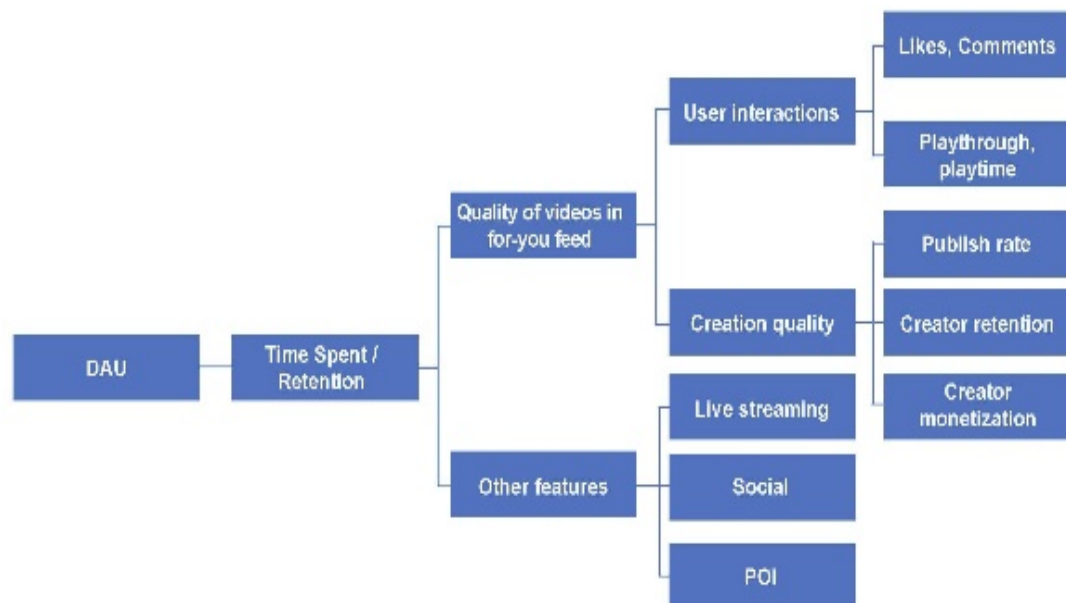 Likes, Comments
User interactions
Playthrough,
playtime
Quality of videos in
for-you feed
Publish rate
Creation quality
Creator retention
DAU
Time Spent /
Retention
Creator
monetization
Live streaming
Other features
Social
POI